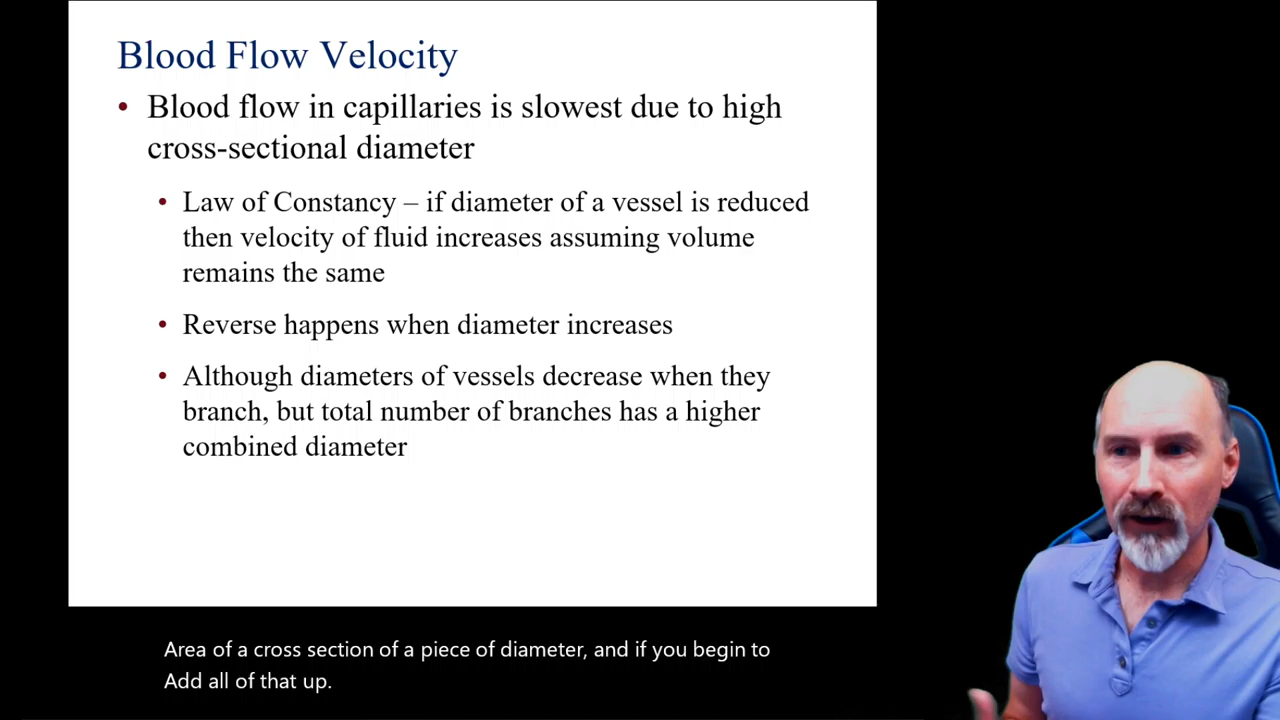 Blood Flow Velocity
• Blood flow in capillaries is slowest due to high
cross-sectional diameter
• Law of Constancy – if diameter of a vessel is reduced
then velocity of fluid increases assuming volume
remains the same
• Reverse happens when diameter increases
• Although diameters of vessels decrease when they
branch, but total number of branches has a higher
combined diameter
Area of a cross section of a piece of diameter, and if you begin to
Add all of that up.